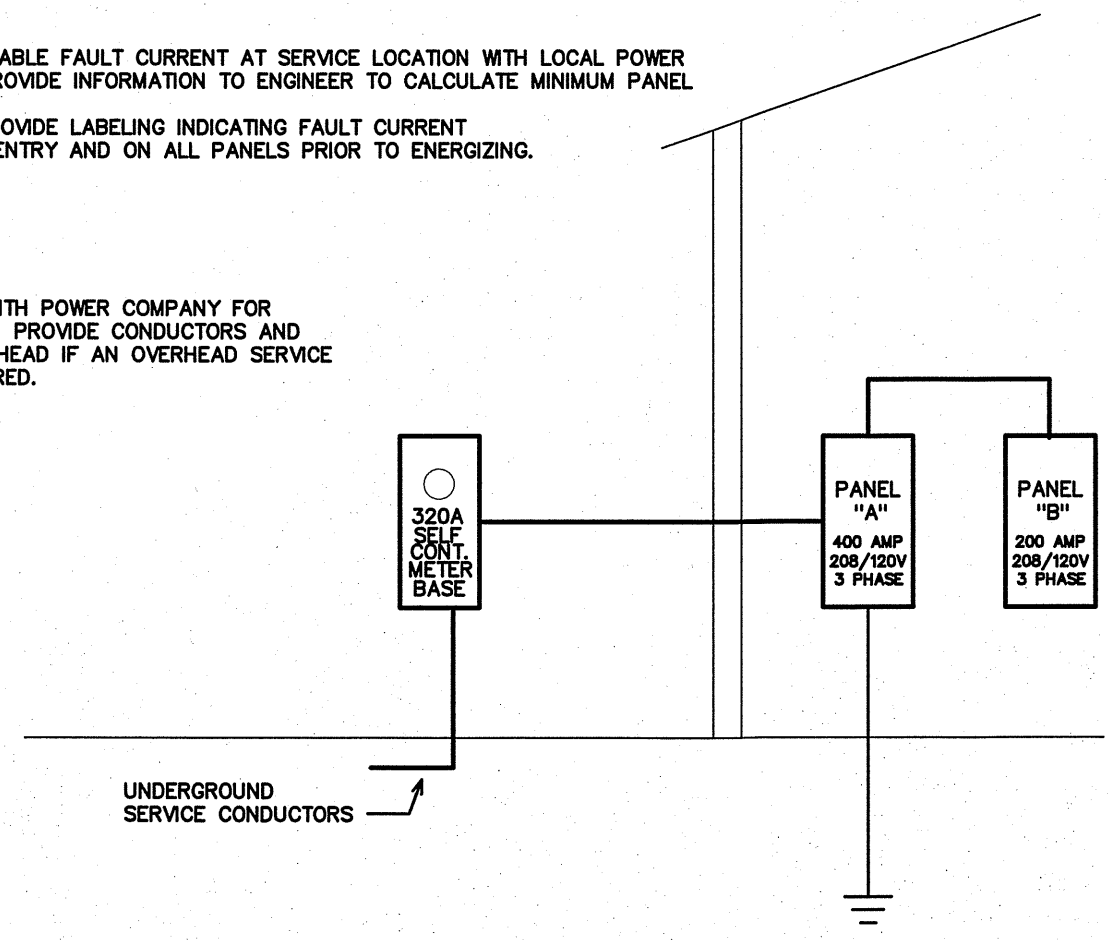 ABLE FAULT CURRENT AT SERVICE LOCATION WITH LOCAL POWER
ROVIDE INFORMATION TO ENGINEER TO CALCULATE MINIMUM PANEL
OVIDE LABELING INDICATING FAULT CURRENT
ENTRY AND ON ALL PANELS PRIOR TO ENERGIZING.
ITH POWER COMPANY FOR
PROVIDE CONDUCTORS AND
HEAD IF AN OVERHEAD SERVICE
RED.
320A
SELF
CONT.
METER
BASE
PANEL
"A"
400 AMP
208/120V
3 PHASE
PANEL
"B"
200 AMP
208/120V
3 PHASE
UNDERGROUND
SERVICE CONDUCTORS